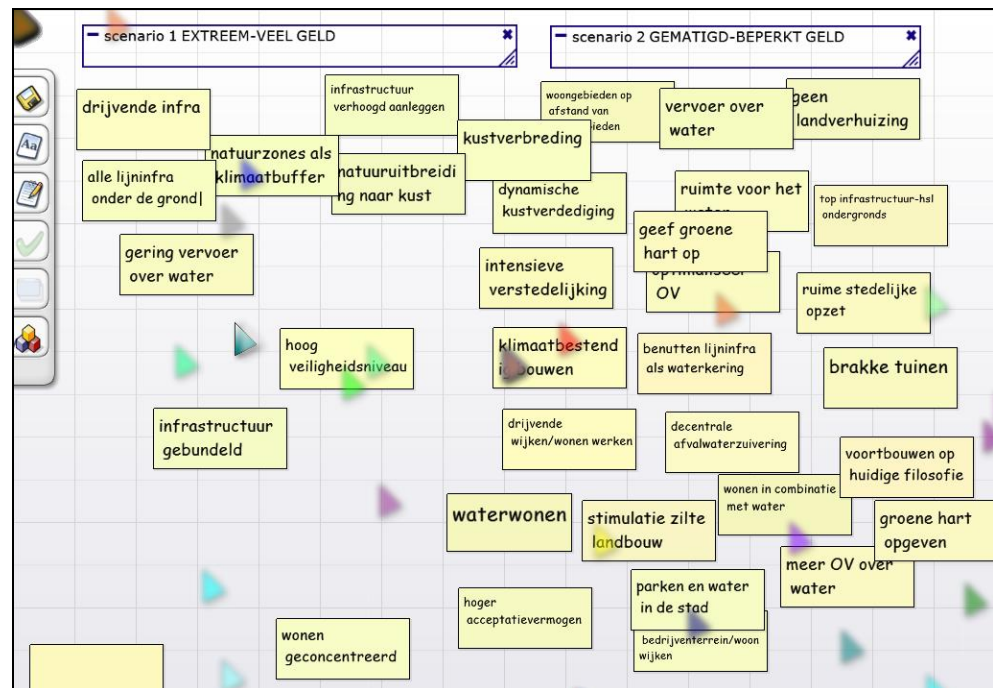 scenario 1 EXTREEM-VEEL GELD
scenario 2 GEMATIGD-BEPERKT GELD
drijvende infra
infrastructuur
verhoogd aanleggen
woongebieden op
afstand van
vervoer over
water
geen
landverhuizing
kustverbreding
natuurzones als
klimaatbuffer
natuuruitbreidi
ng naar kust
alle lijninfra
onder de grond
dynamische
kustverdediging
ruimte voor het
water
top infrastructuur-hsl
ondergronds
geef groene
hart op
gering vervoer
over water
intensieve
verstedelijking
optimaliseer
OV
ruime stedelijke
opzet
hoog
veiligheidsniveau
klimaatbestend
ig bouwen
benutten lijninfra
als waterkering
brakke tuinen
infrastructuur
gebundeld
drijvende
wijken/wonen werken
decentrale
afvalwaterzuivering
voortbouwen op
huidige filosofie
waterwonen
stimulatie zilte
landbouw
wonen in combinatie
met water
groene hart
opgeven
meer OV over
water
hoger
acceptatievermogen
parken en water
in de stad
bedrijventerrein/woon
wijken
wonen
geconcentreerd
Aa